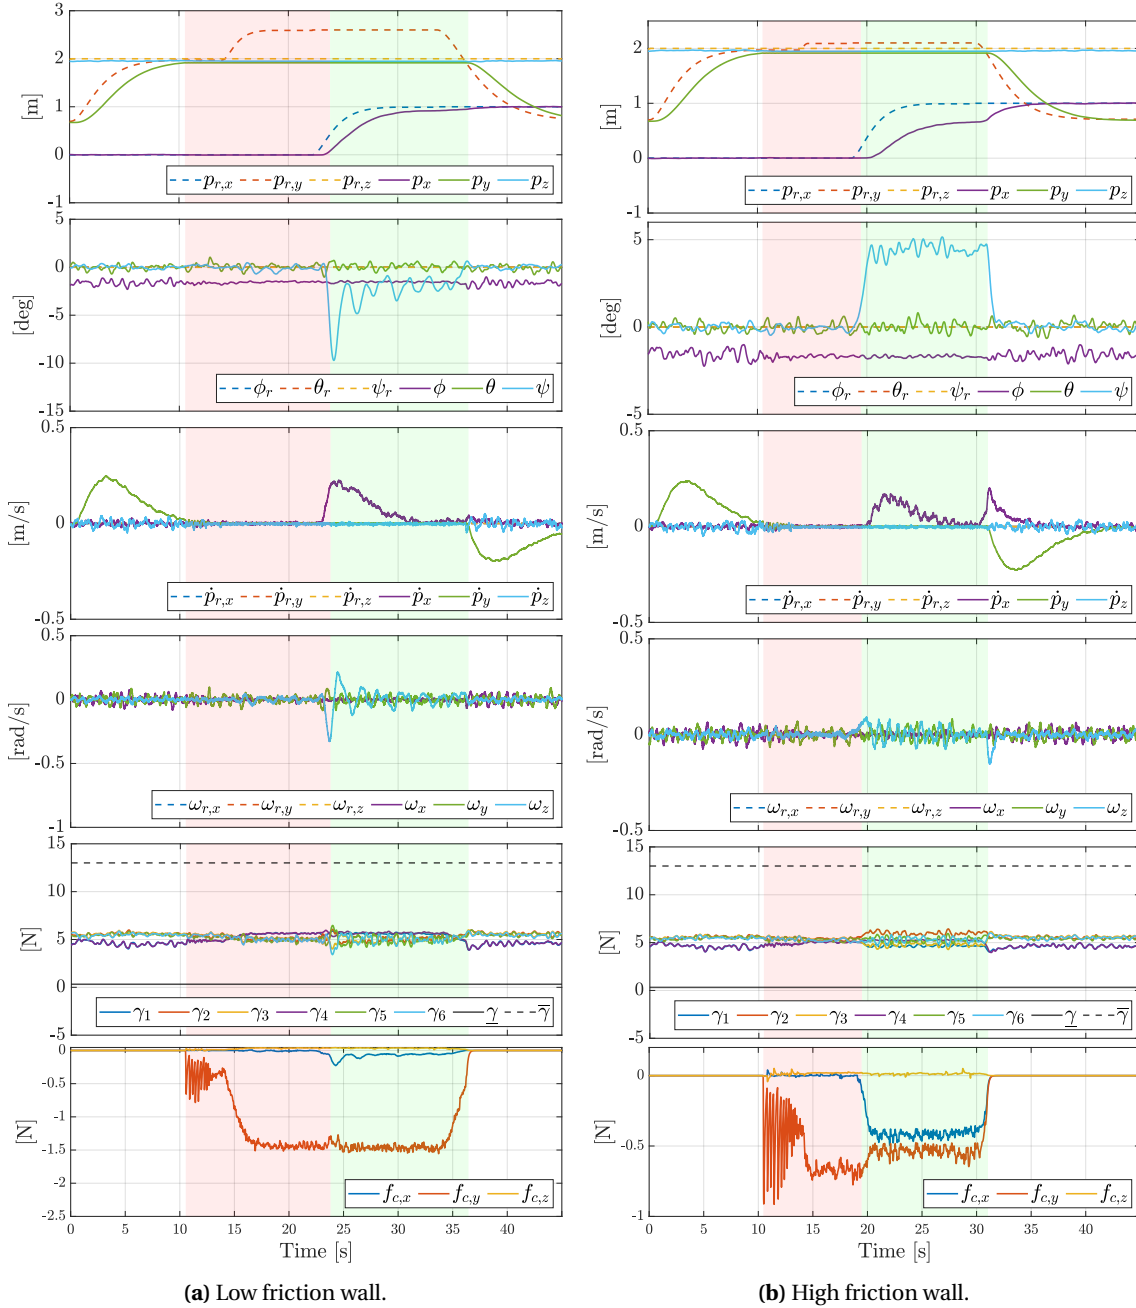 3
2
1
0
-1
[m]
p_{r,x} p_{r,y} p_{r,z} p_x p_y p_z
5
0
-5
-10
-15
[deg]
ϕ_r θ_r ψ_r ϕ θ ψ
0.5
0
-0.5
[m/s]
ṗ_{r,x} ṗ_{r,y} ṗ_{r,z} ṗ_x ṗ_y ṗ_z
0.5
0
-0.5
-1
[rad/s]
ω_{r,x} ω_{r,y} ω_{r,z} ω_x ω_y ω_z
15
10
5
0
-5
[N]
γ_1 γ_2 γ_3 γ_4 γ_5 γ_6 \underline{γ} \overline{γ}
0
-0.5
-1
-1.5
-2
-2.5
[N]
f_{c,x} f_{c,y} f_{c,z}
0 5 10 15 20 25 30 35 40
Time [s]
(a) Low friction wall.
2
1
0
-1
[m]
p_{r,x} p_{r,y} p_{r,z} p_x p_y p_z
5
0
-5
[deg]
ϕ_r θ_r ψ_r ϕ θ ψ
0.5
0
-0.5
[m/s]
ṗ_{r,x} ṗ_{r,y} ṗ_{r,z} ṗ_x ṗ_y ṗ_z
0.5
0
-0.5
[rad/s]
ω_{r,x} ω_{r,y} ω_{r,z} ω_x ω_y ω_z
15
10
5
0
-5
[N]
γ_1 γ_2 γ_3 γ_4 γ_5 γ_6 \underline{γ} \overline{γ}
0
-0.5
-1
[N]
f_{c,x} f_{c,y} f_{c,z}
0 5 10 15 20 25 30 35 40
Time [s]
(b) High friction wall.